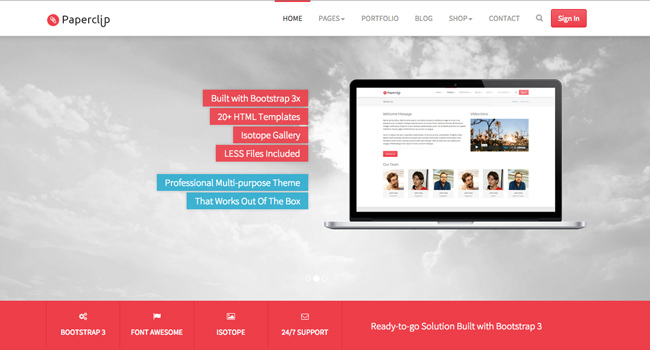 Paperclip
HOME PAGES PORTFOLIO BLOG SHOP CONTACT Sign In
Built with Bootstrap 3x
20+ HTML Templates
Isotope Gallery
LESS Files Included
Professional Multi-purpose Theme
That Works Out Of The Box
Paperclip
Welcome Message
Our Team
BOOTSTRAP 3 FONT AWESOME ISOTOPE 24/7 SUPPORT
Ready-to-go Solution Built with Bootstrap 3